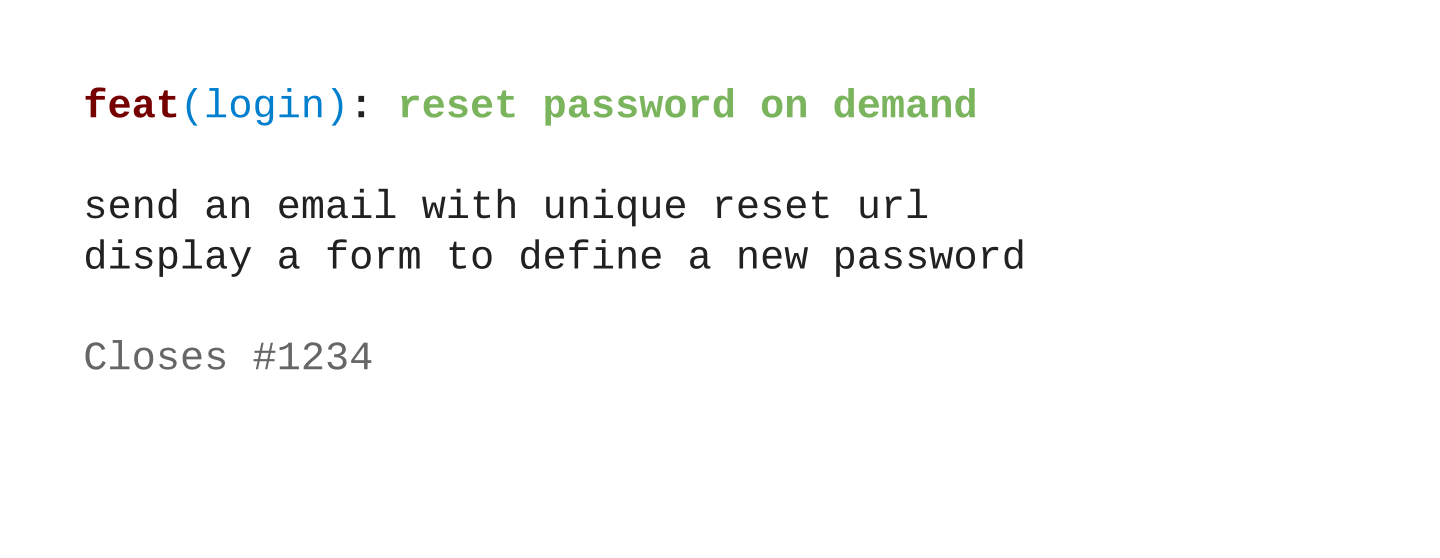 feat(login): reset password on demand
send an email with unique reset url
display a form to define a new password
Closes #1234